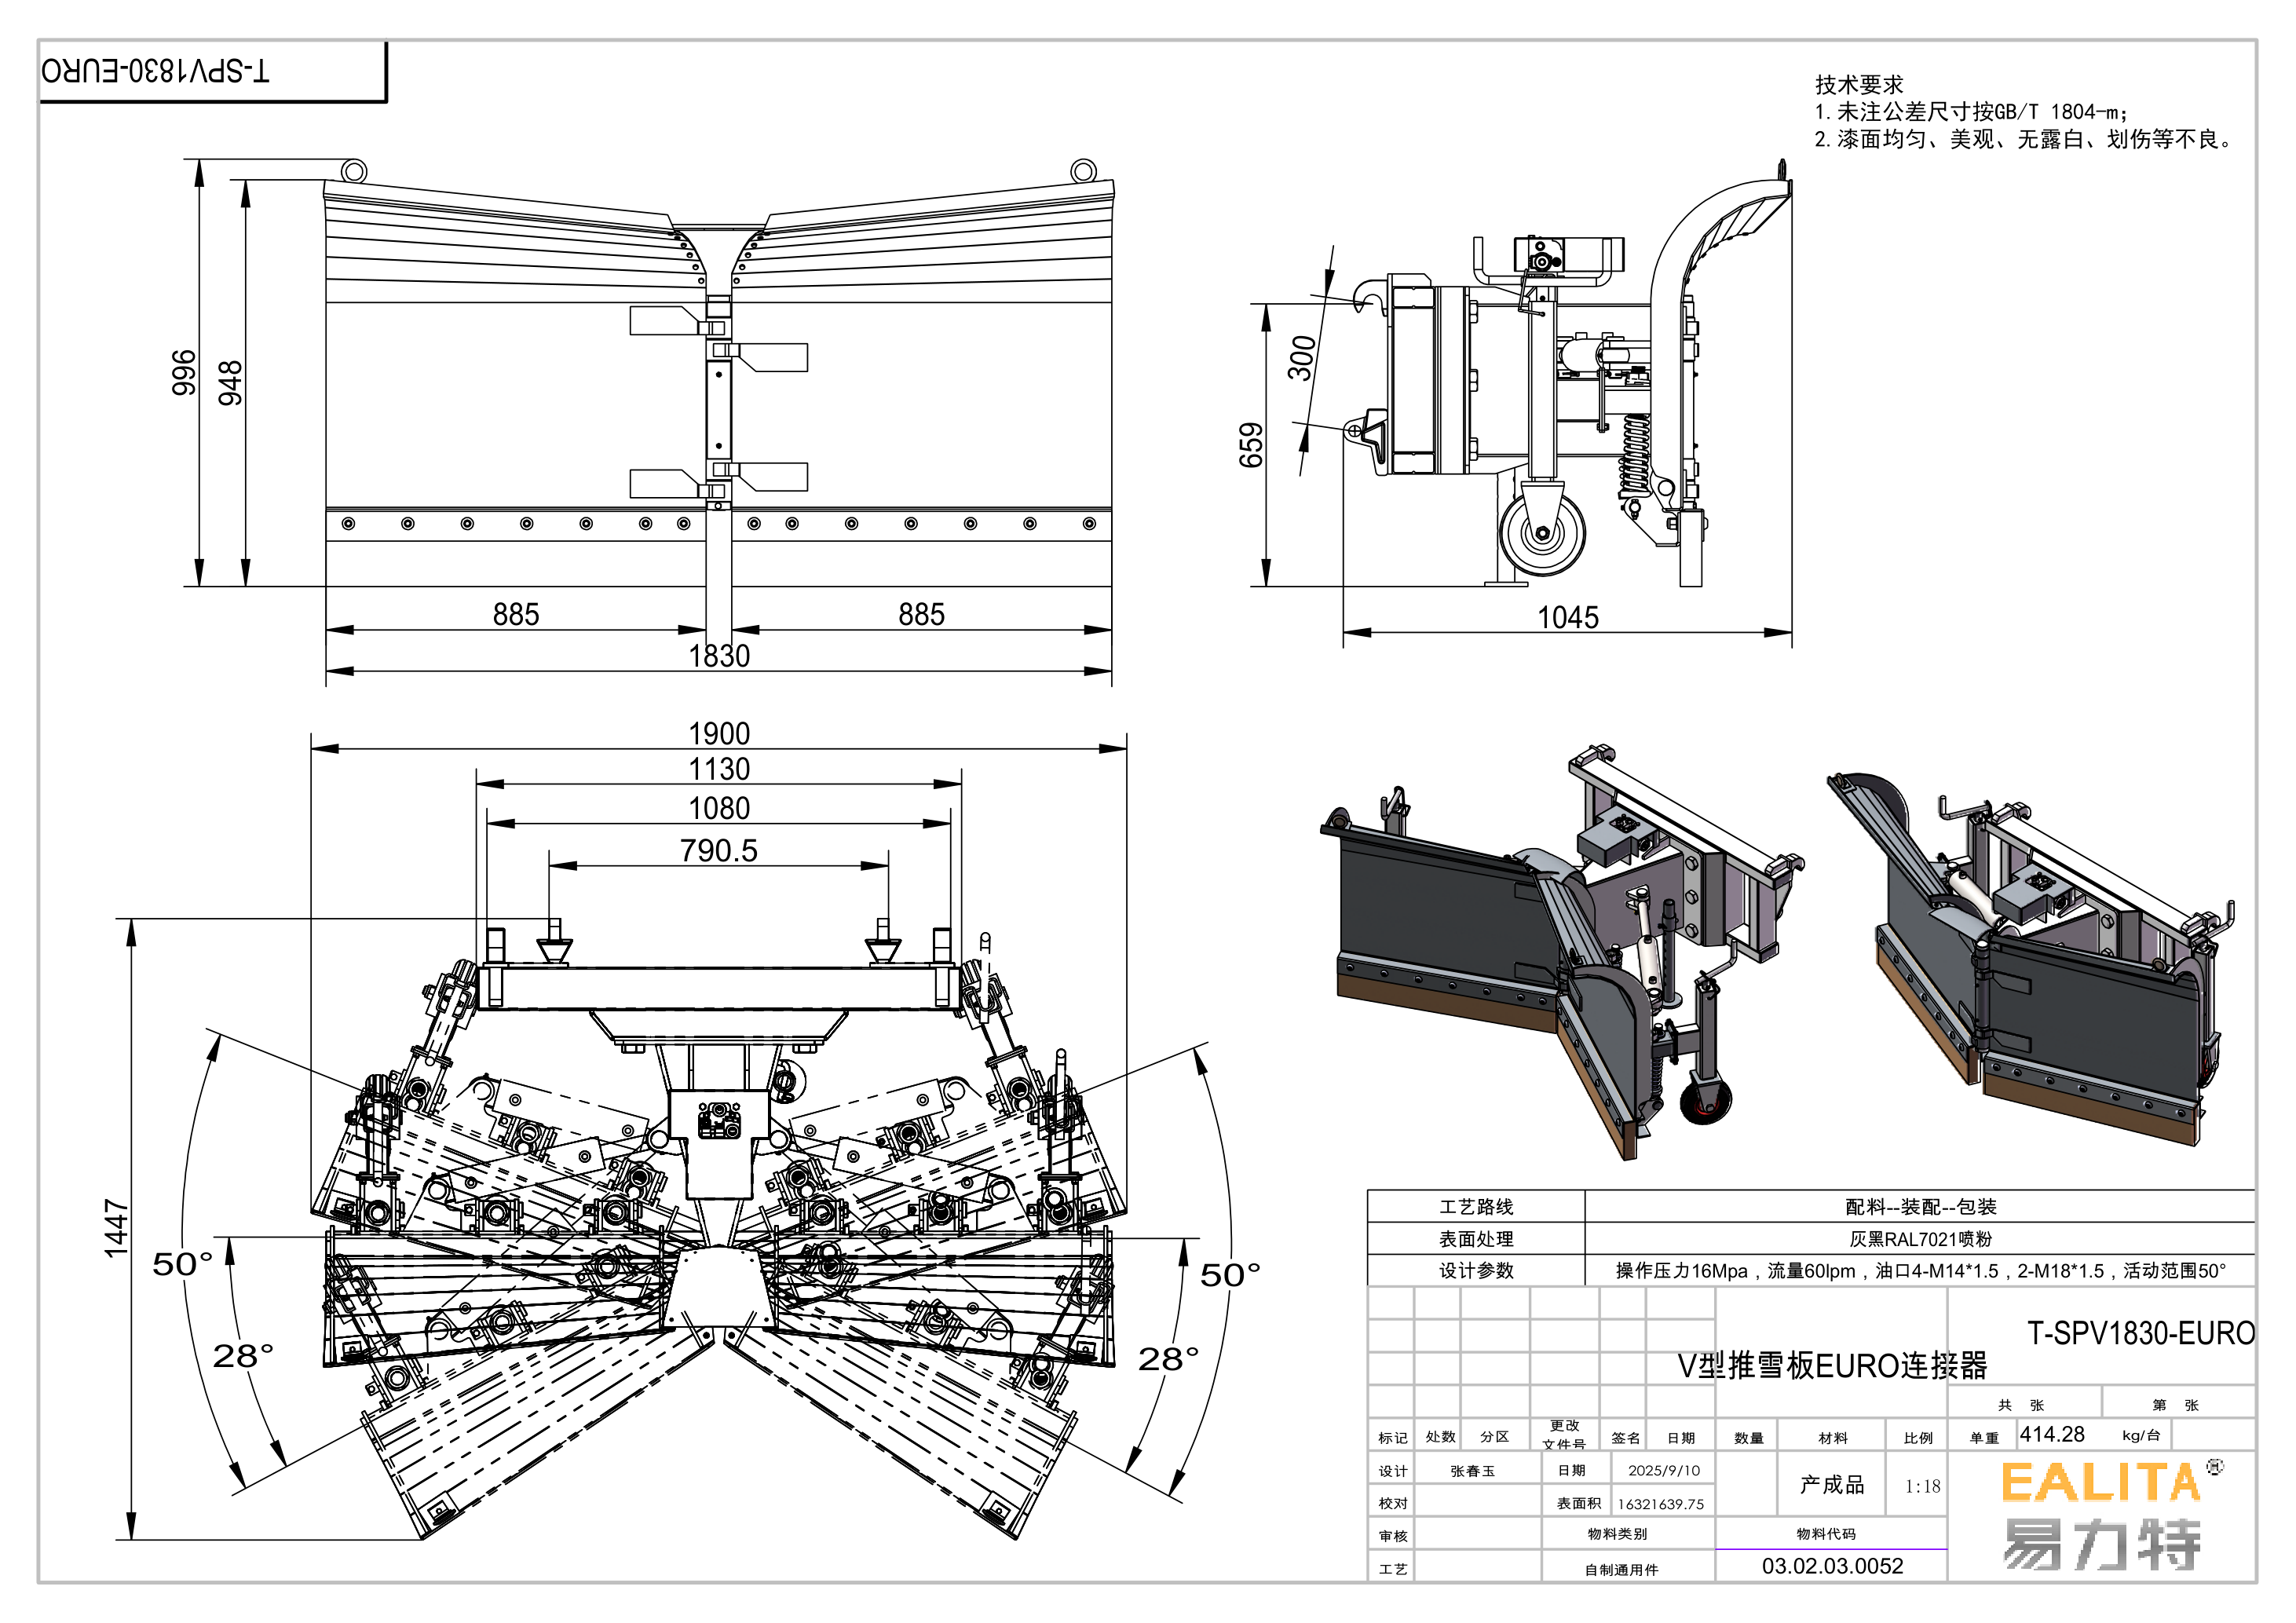 T-SPV1830-EURO
技术要求
1.未注公差尺寸按GB/T 1804-m;
2.漆面均匀、美观、无露白、划伤等不良。
996
948
885
885
1830
300
659
1045
1900
1130
1080
790.5
1447
50°
28°
50°
28°
工艺路线 配料--装配--包装
表面处理 灰黑RAL7021喷粉
设计参数 操作压力16Mpa，流量60lpm，油口4-M14*1.5，2-M18*1.5，活动范围50°
T-SPV1830-EURO
V型推雪板EURO连接器
共 张 第 张
标记 处数 分区 更改文件号 签名 日期 数量 材料 比例 单重 414.28 kg/台
设计 张春玉 日期 2025/9/10 产成品 1:18
校对 表面积 16321639.75
审核 物料类别 物料代码
工艺 自制通用件 03.02.03.0052
EALITA®
易力特